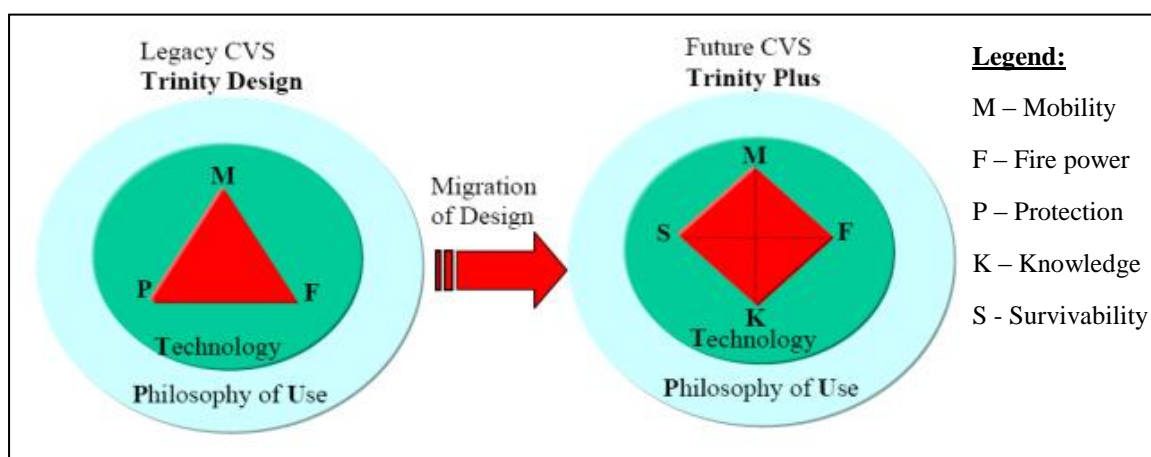 Legacy CVS
Trinity Design
M
P
F
Technology
Philosophy of Use
Migration
of Design
Future CVS
Trinity Plus
M
S
F
K
Technology
Philosophy of Use
Legend:
M – Mobility
F – Fire power
P – Protection
K – Knowledge
S - Survivability